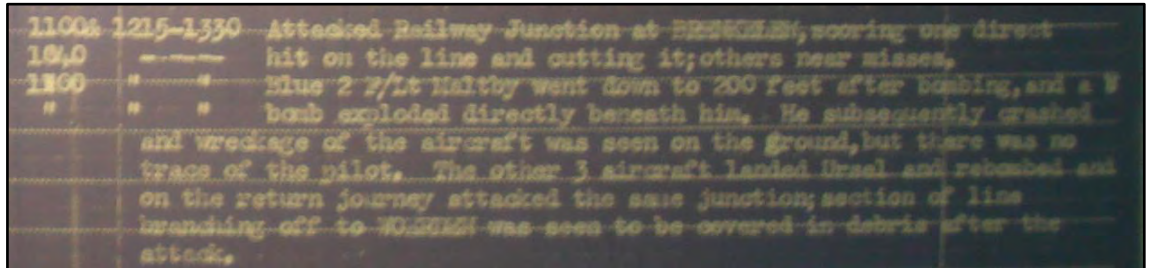 1100& 1215-1330 Attacked Railway Junction at BREUKELEN, scoring one direct
1040 ------ hit on the line and cutting it; others near misses.
1100 " " Blue 2 F/Lt Maltby went down to 200 feet after bombing, and a
" " " bomb exploded directly beneath him. He subsequently crashed
and wreckage of the aircraft was seen on the ground, but there was no
trace of the pilot. The other 3 aircraft landed Ursel and rebombed and
on the return journey attacked the same junction; section of line
branching off to was seen to be covered in debris after the
attack.